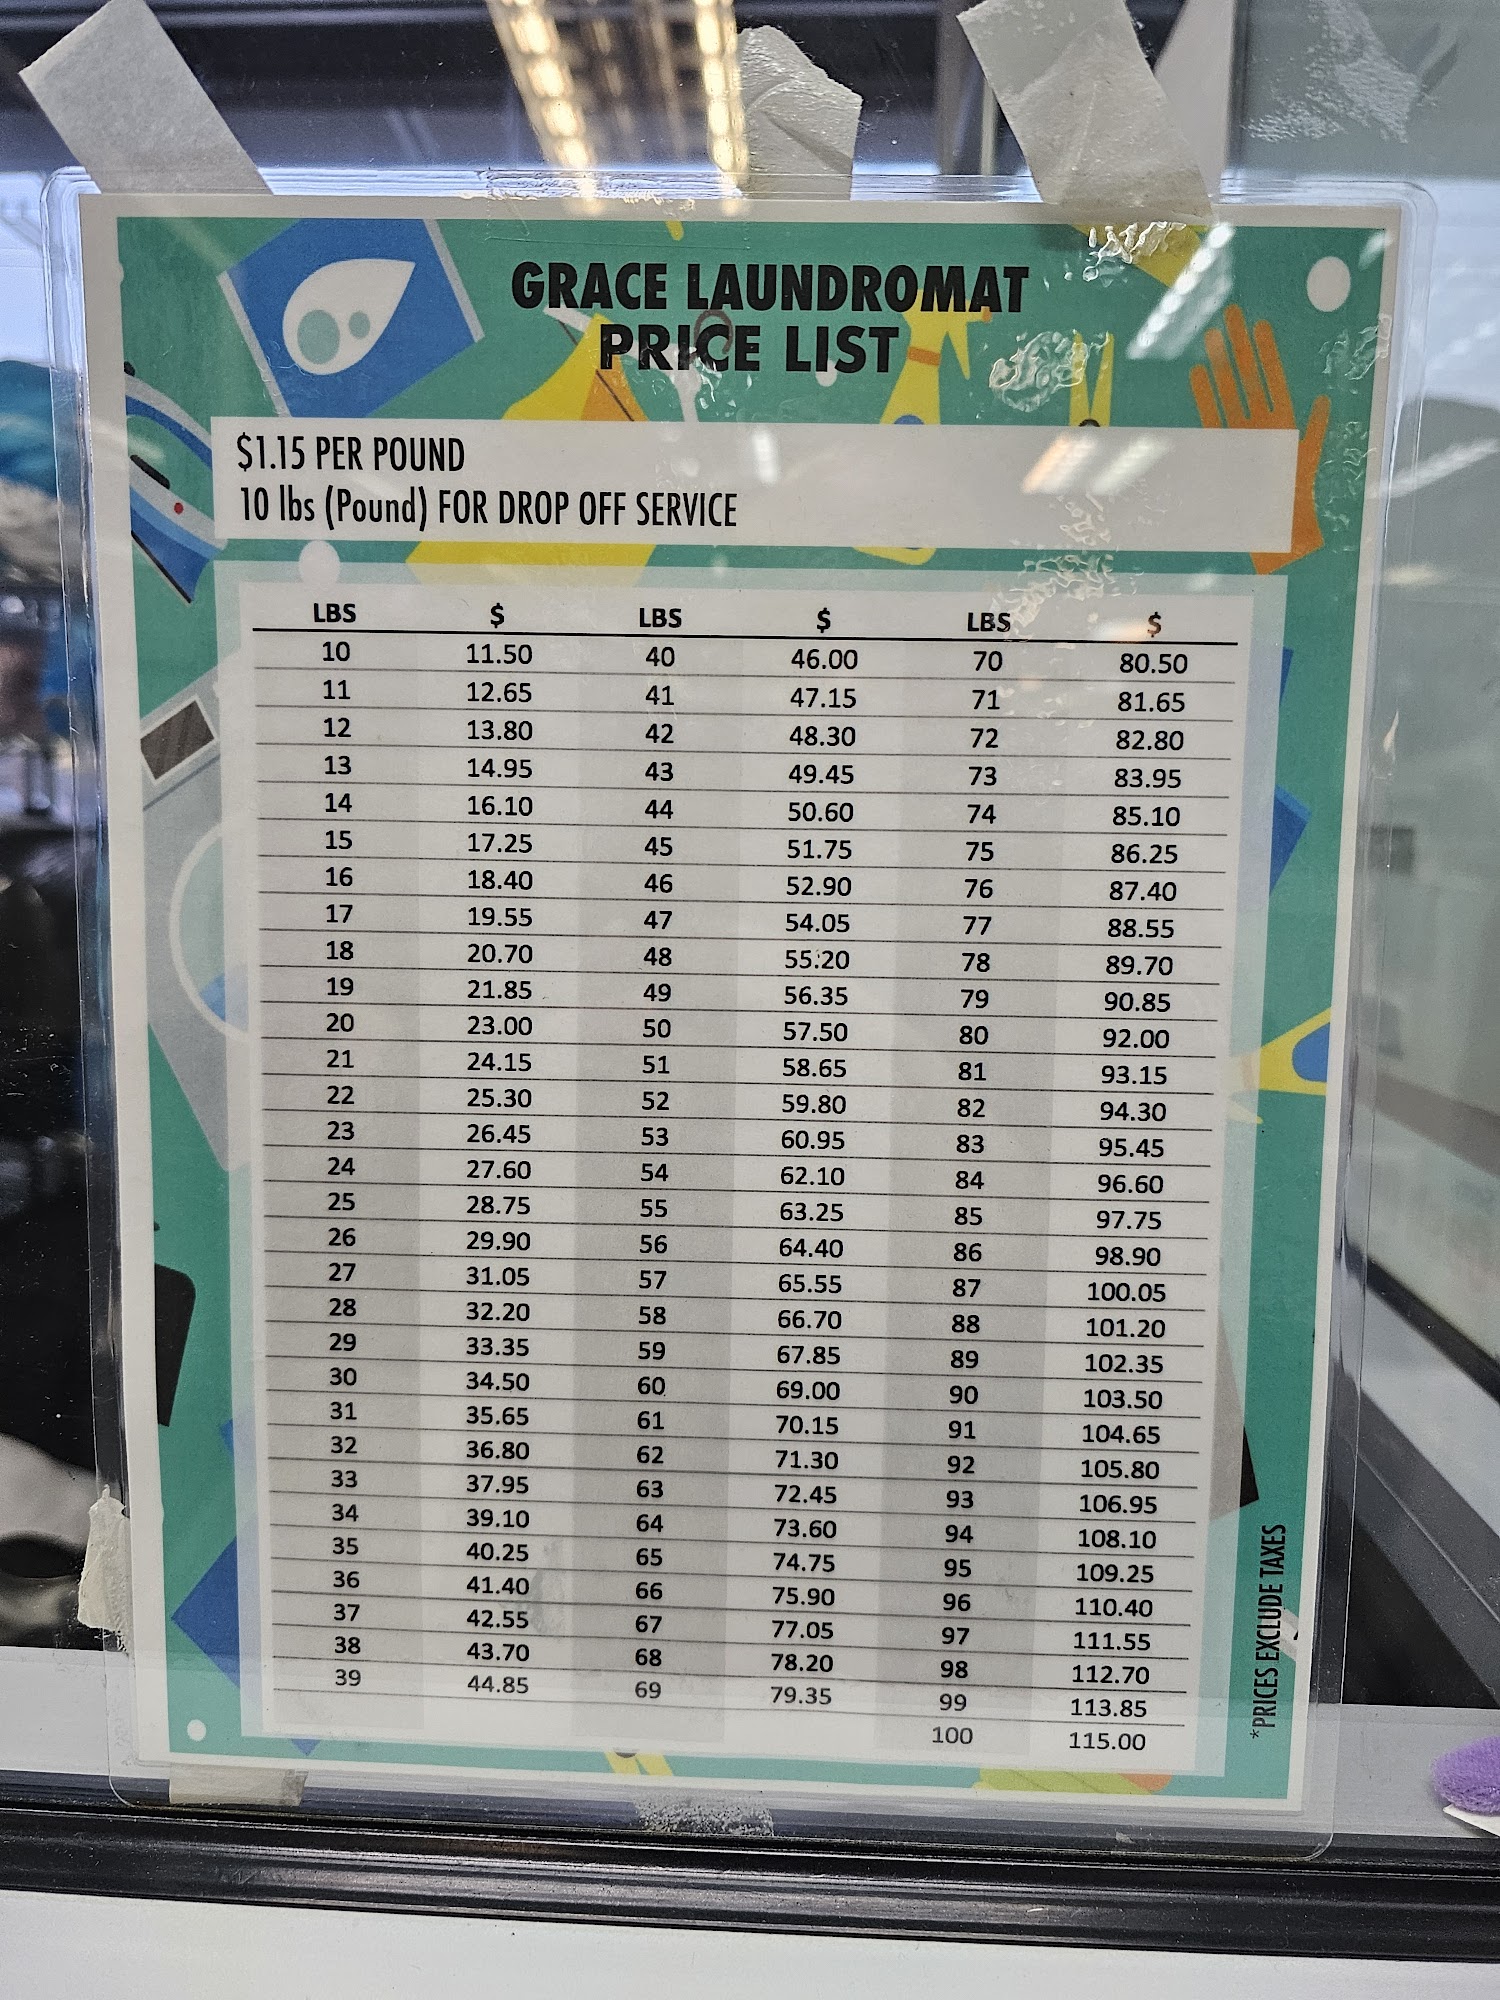 GRACE LAUNDROMAT
PRICE LIST
$1.15 PER POUND
10 lbs (Pound) FOR DROP OFF SERVICE
LBS $ LBS $ LBS $
10 11.50 40 46.00 70 80.50
11 12.65 41 47.15 71 81.65
12 13.80 42 48.30 72 82.80
13 14.95 43 49.45 73 83.95
14 16.10 44 50.60 74 85.10
15 17.25 45 51.75 75 86.25
16 18.40 46 52.90 76 87.40
17 19.55 47 54.05 77 88.55
18 20.70 48 55.20 78 89.70
19 21.85 49 56.35 79 90.85
20 23.00 50 57.50 80 92.00
21 24.15 51 58.65 81 93.15
22 25.30 52 59.80 82 94.30
23 26.45 53 60.95 83 95.45
24 27.60 54 62.10 84 96.60
25 28.75 55 63.25 85 97.75
26 29.90 56 64.40 86 98.90
27 31.05 57 65.55 87 100.05
28 32.20 58 66.70 88 101.20
29 33.35 59 67.85 89 102.35
30 34.50 60 69.00 90 103.50
31 35.65 61 70.15 91 104.65
32 36.80 62 71.30 92 105.80
33 37.95 63 72.45 93 106.95
34 39.10 64 73.60 94 108.10
35 40.25 65 74.75 95 109.25
36 41.40 66 75.90 96 110.40
37 42.55 67 77.05 97 111.55
38 43.70 68 78.20 98 112.70
39 44.85 69 79.35 99 113.85
100 115.00
*PRICES EXCLUDE TAXES